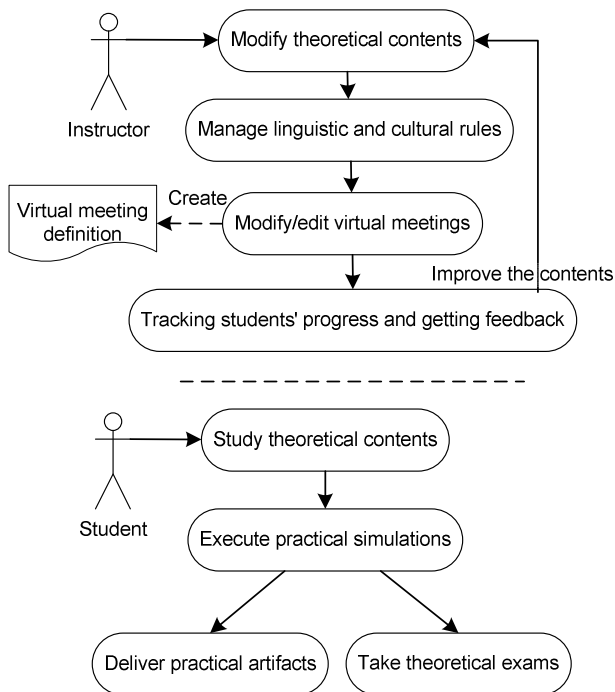 Modify theoretical contents
Instructor
Manage linguistic and cultural rules
Create
Virtual meeting
definition
Modify/edit virtual meetings
Improve the contents
Tracking students' progress and getting feedback
Study theoretical contents
Student
Execute practical simulations
Deliver practical artifacts
Take theoretical exams